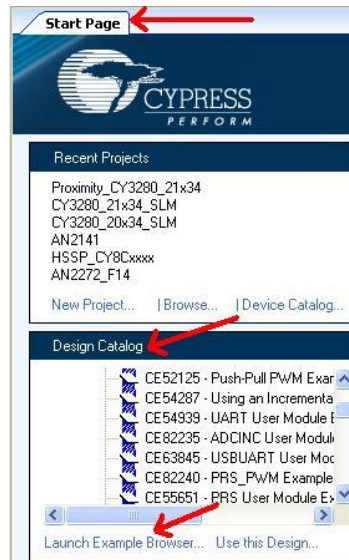 Start Page
CYPRESS
PERFORM
Recent Projects
Proximity_CY3280_21x34
CY3280_21x34_SLM
CY3280_20x34_SLM
AN2141
HSSP_CY8Cxxxx
AN2272_F14
New Project... | Browse... | Device Catalog...
Design Catalog
CE52125 - Push-Pull PWM Exar
CE54287 - Using an Incrementa
CE54939 - UART User Module E
CE82235 - ADCINC User Module
CE63845 - USBUART User Moc
CE82240 - PRS_PWM Example
CE55651 - PRS User Module Ex
Launch Example Browser... Use this Design...